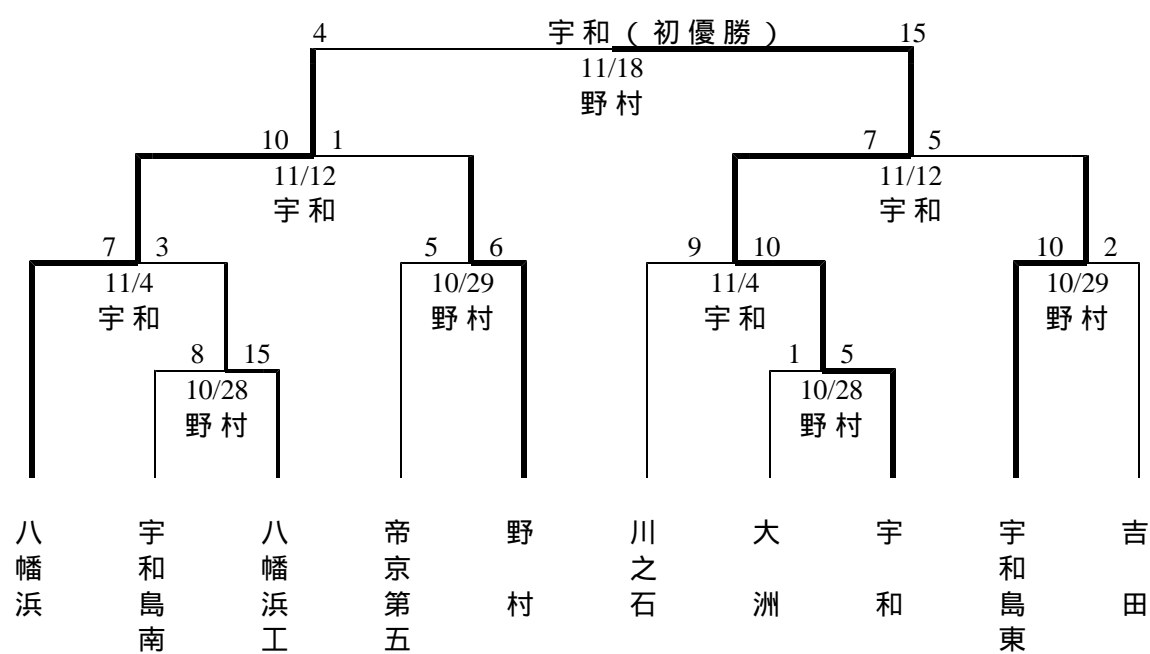 4 宇和(初優勝) 15
11/18
野村
10 1 7 5
11/12 11/12
宇和 宇和
7 3 5 6 9 10 10 2
11/4 10/29 11/4 10/29
宇和 野村 宇和 野村
8 15 1 5
10/28 10/28
野村 野村
八幡浜
宇和島南
八幡浜工
帝京第五
野村
川之石
大洲
宇和
宇和島東
吉田